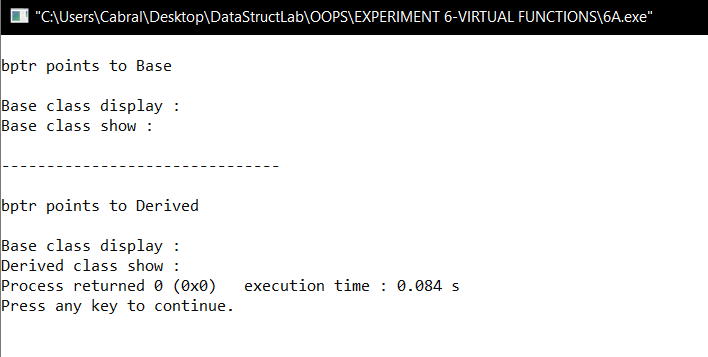 "C:\Users\Cabral\Desktop\DataStructLab\OOPS\EXPERIMENT 6-VIRTUAL FUNCTIONS\6A.exe"
bptr points to Base
Base class display :
Base class show :
-------------------------------
bptr points to Derived
Base class display :
Derived class show :
Process returned 0 (0x0)   execution time : 0.084 s
Press any key to continue.